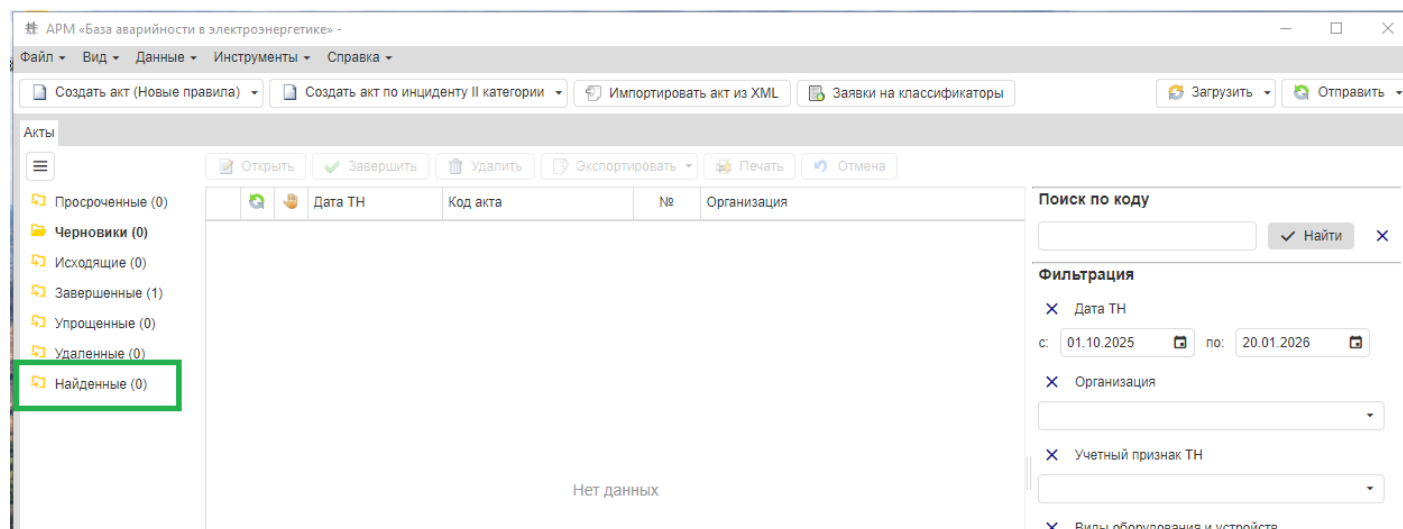 АРМ «База аварийности в электроэнергетике» -
Файл Вид Данные Инструменты Справка
Создать акт (Новые правила) Создать акт по инциденту II категории Импортировать акт из XML Заявки на классификаторы Загрузить Отправить
Акты
Открыть Завершить Удалить Экспортировать Печать Отмена
Просроченные (0)
Черновики (0)
Исходящие (0)
Завершенные (1)
Упрощенные (0)
Удаленные (0)
Найденные (0)
Дата ТН Код акта № Организация
Нет данных
Поиск по коду
Найти
Фильтрация
Дата ТН
с: 01.10.2025 по: 20.01.2026
Организация
Учетный признак ТН
Виды оборудования и устройств